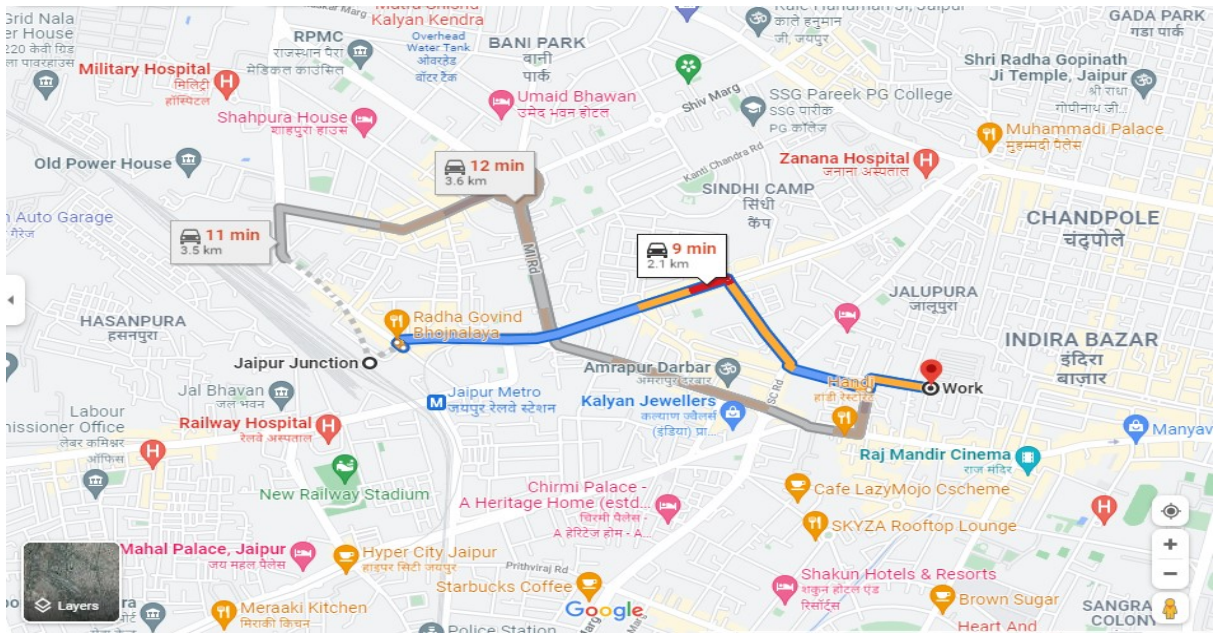 Grid Nala
er House
220 केवी ग्रिड
ला पावरहाउस
Kalyan Kendra
RPMC
राजस्थान पैरा
मेडिकल काउंसिल
Overhead
Water Tank
ओवरहेड
वॉटर टैंक
BANI PARK
बानी
पार्क
काले हनुमान
जी, जयपुर
GADA PARK
गडा पार्क
Military Hospital
मिलिट्री
हॉस्पिटल
Shahpura House
शाहपुरा हाउस
Umaid Bhawan
उमेद भवन होटल
Shiv Marg
SSG Pareek PG College
SSG पारीक
PG कॉलेज
Shri Radha Gopinath
Ji Temple, Jaipur
श्री राधा
गोपीनाथ जी...
Muhammadi Palace
मुहम्मदी पैलेस
Old Power House
12 min
3.6 km
Kanti Chandra Rd
Zanana Hospital
जनाना अस्पताल
SINDHI CAMP
सिंधी
कैंप
n Auto Garage
गैरेज
11 min
3.5 km
MI Rd
9 min
2.1 km
CHANDPOLE
चंदपोले
JALUPURA
जालूपुरा
HASANPURA
हसनपुरा
Radha Govind
Bhojnalaya
Jaipur Junction
INDIRA BAZAR
इंदिरा
बाज़ार
Amrapur Darbar
अमरापुर दरबार
SC Rd
Handi
हांडी रेस्टोरेंट
Work
Jal Bhavan
जल भवन
M
Jaipur Metro
जयपुर रेलवे स्टेशन
Kalyan Jewellers
कल्याण ज्वैलर्स
(इंडिया) प्रा...
Labour
missioner Office
लेबर कमिश्नर
ऑफिस
Railway Hospital
रेलवे अस्पताल
Manyav
Raj Mandir Cinema
राज मंदिर
New Railway Stadium
Chirmi Palace -
A Heritage Home (estd...
चिरमी पैलेस -
A हेरिटेज होम - A...
Cafe LazyMojo Cscheme
SKYZA Rooftop Lounge
Mahal Palace, Jaipur
जय महल पैलेस
Hyper City Jaipur
हाइपर सिटी जयपुर
Prithviraj Rd
Starbucks Coffee
Shakun Hotels & Resorts
शकुन होटल एंड
रिसॉर्ट्स
Brown Sugar
Layers
Meraaki Kitchen
मिराकी किचन
Google
Marg
Police Station
SANGRA
COLONY
Heart And